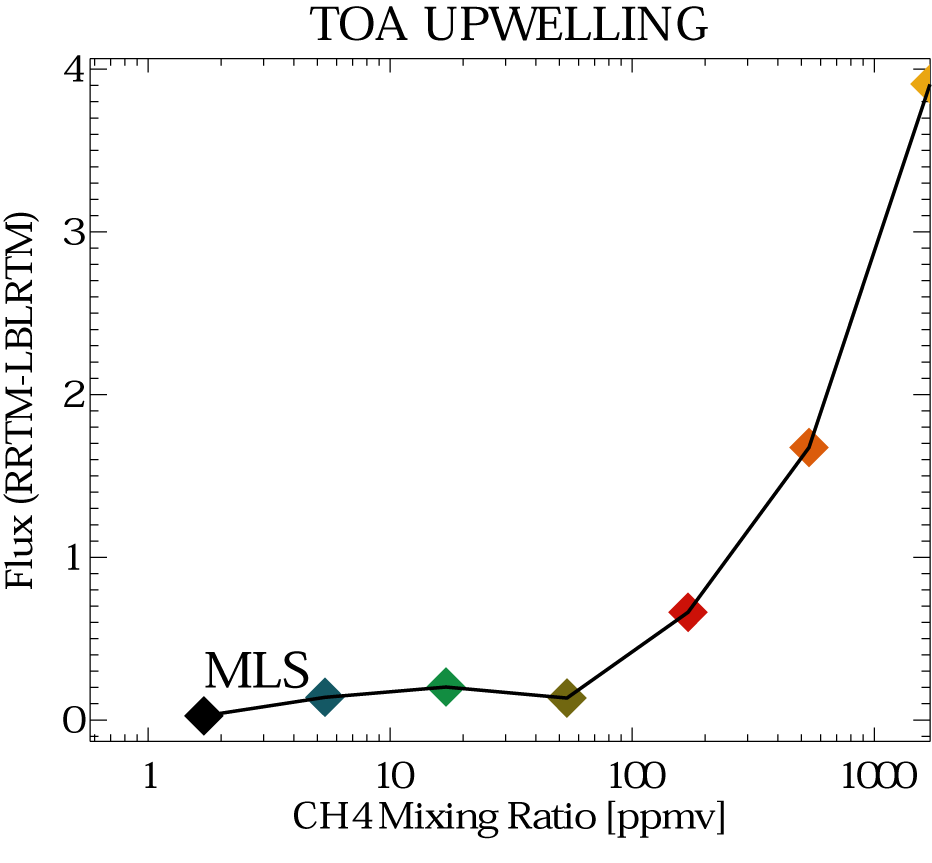 TOA UPWELLING
4
3
2
1
0
Flux (RRTM-LBLRTM)
MLS
1 10 100 1000
CH4 Mixing Ratio [ppmv]